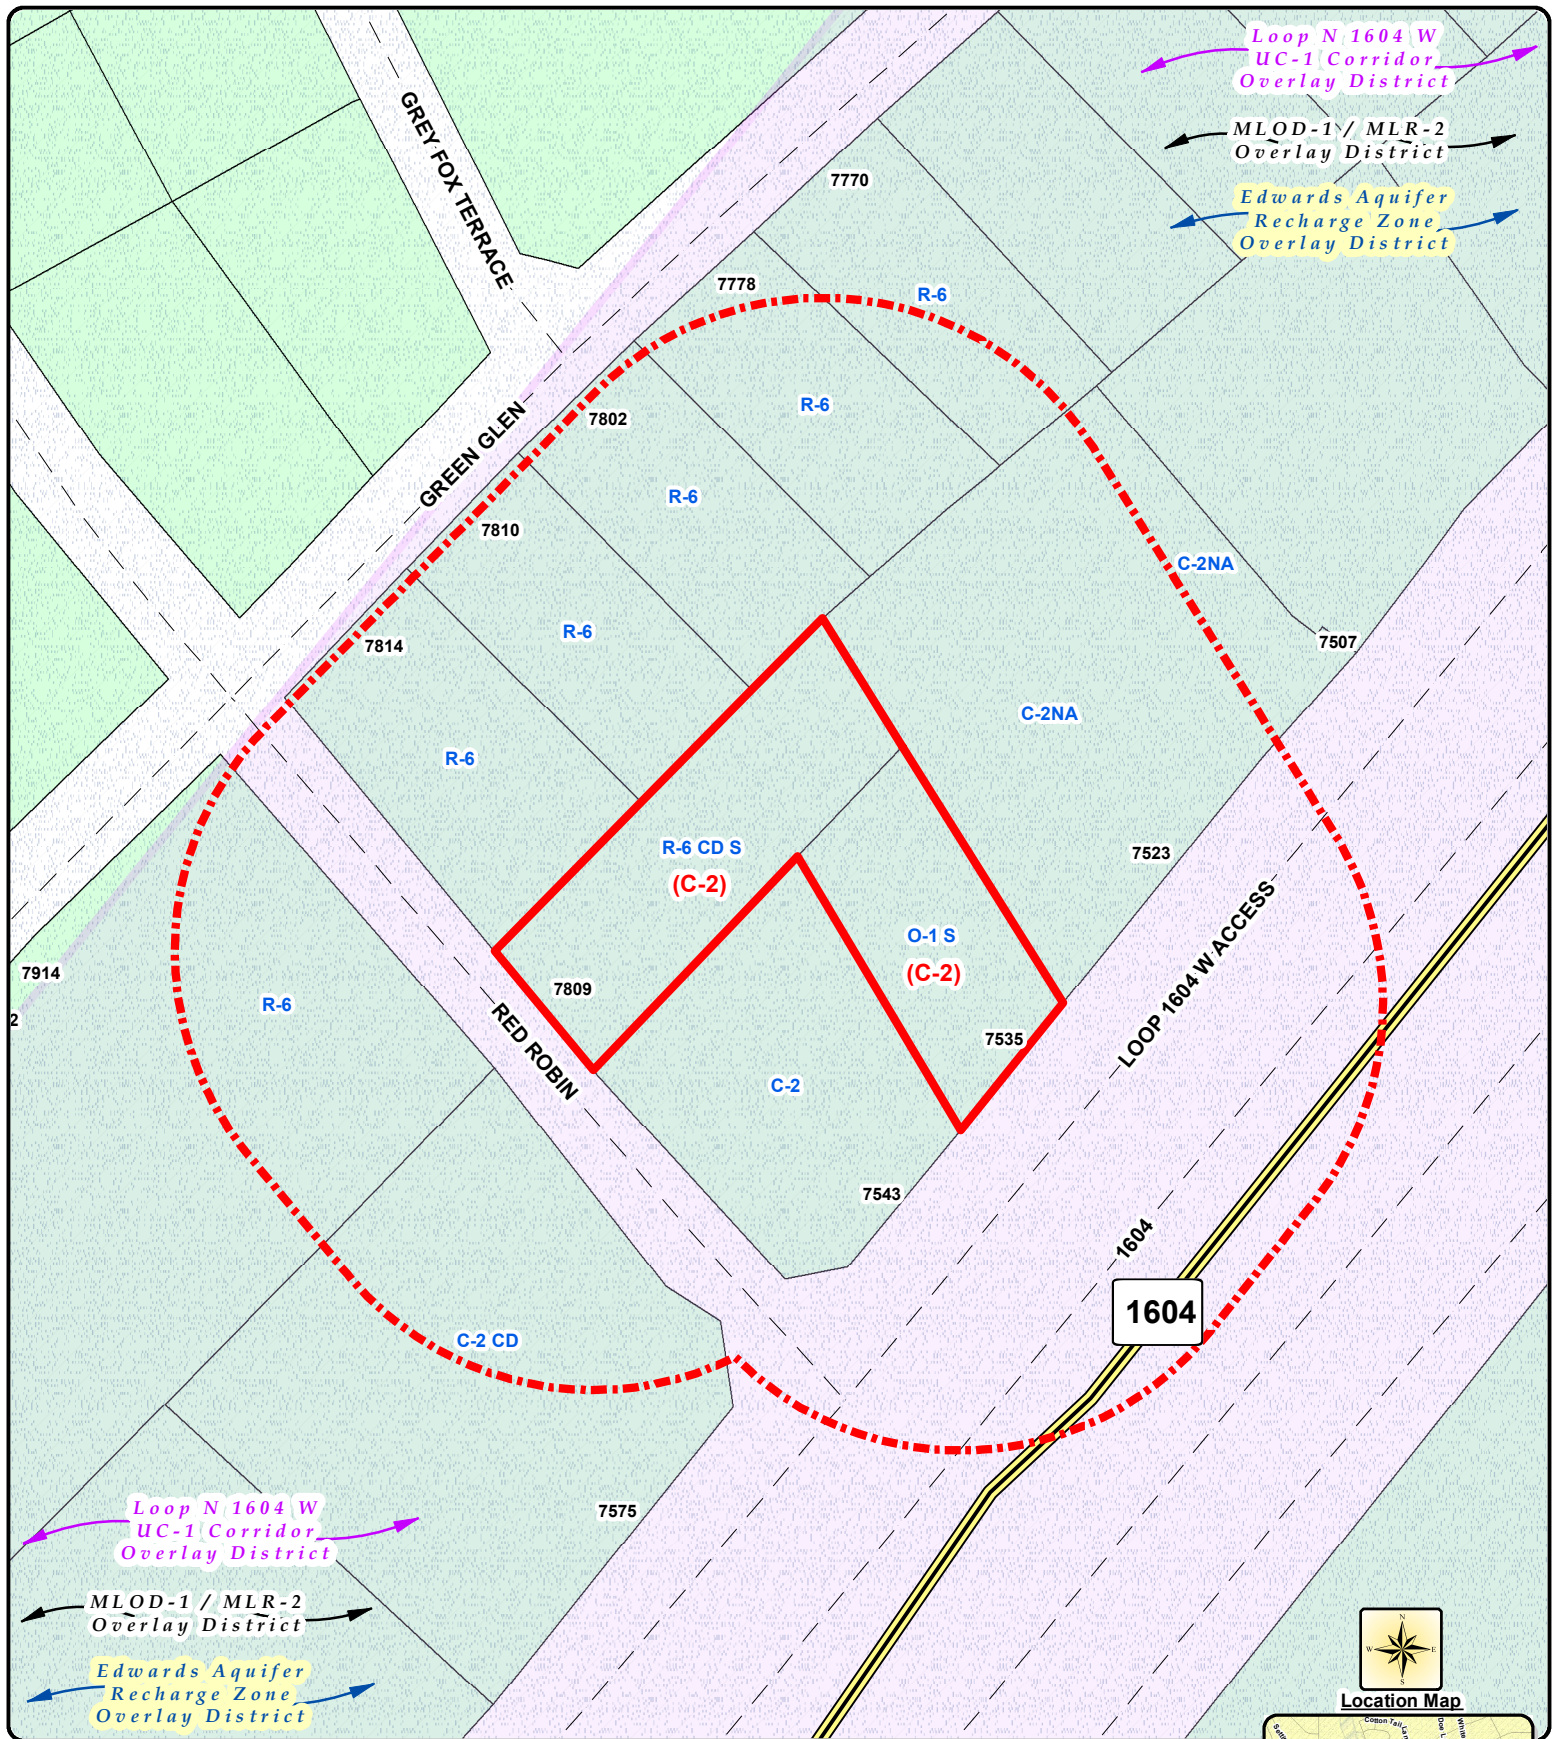 Loop N 1604 W
UC-1 Corridor
Overlay District
MLOD-1 / MLR-2
Overlay District
Edwards Aquifer
Recharge Zone
Overlay District
GREY FOX TERRACE
7770
7778
R-6
7802
R-6
GREEN GLEN
R-6
7810
C-2NA
R-6
7814
7507
C-2NA
R-6
R-6 CD S
(C-2)
7523
O-1 S
(C-2)
LOOP 1604 W ACCESS
7914
7809
R-6
2
7535
RED ROBIN
C-2
7543
1604
1604
C-2 CD
7575
Loop N 1604 W
UC-1 Corridor
Overlay District
MLOD-1 / MLR-2
Overlay District
Edwards Aquifer
Recharge Zone
Overlay District
N
W E
S
Location Map
Cotton Tail